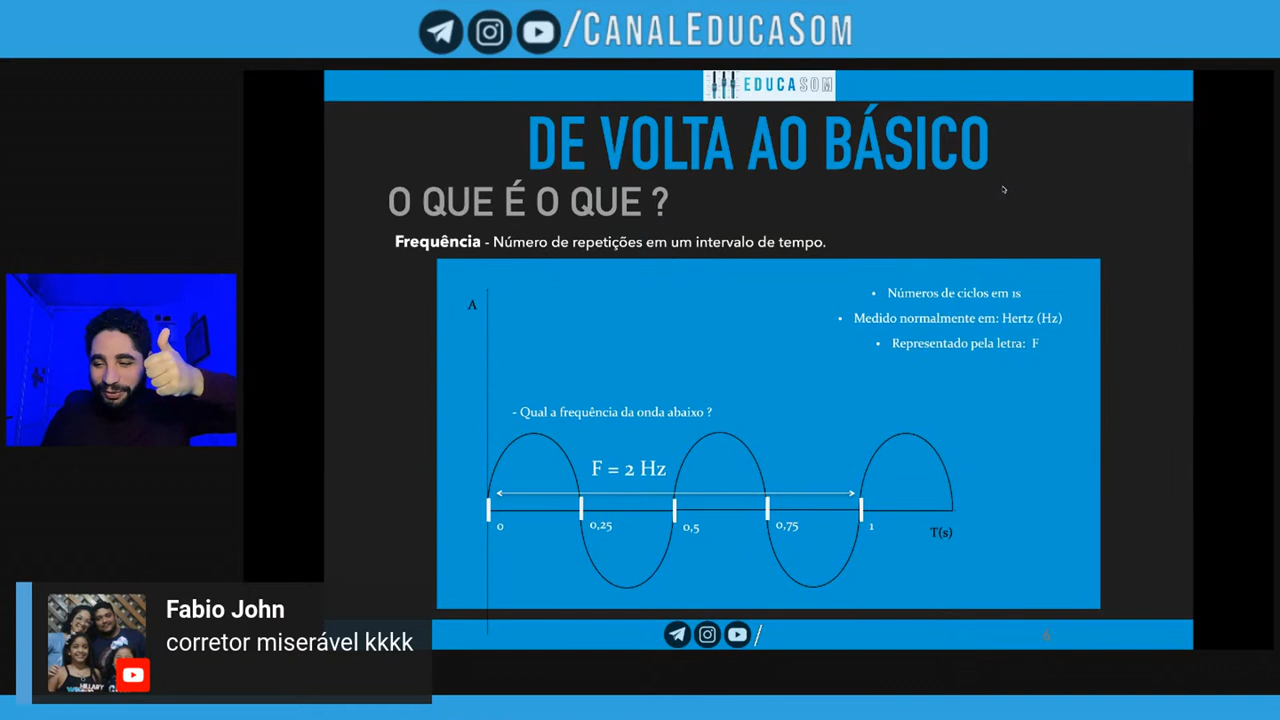 /CANALEDUCASOM
EDUCASOM
DE VOLTA AO BÁSICO
O QUE É O QUE ?
Frequência - Número de repetições em um intervalo de tempo.
A
• Números de ciclos em 1s
• Medido normalmente em: Hertz (Hz)
• Representado pela letra: F
- Qual a frequência da onda abaixo ?
F = 2 Hz
0
0,25
0,5
0,75
1
T(s)
/
6
Fabio John
corretor miserável kkkk